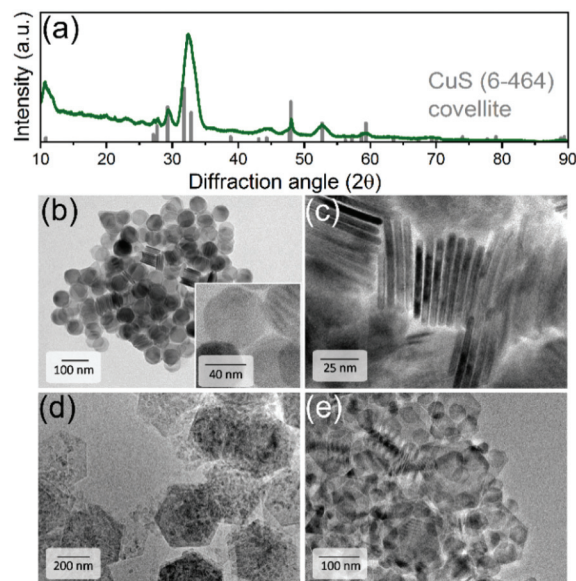 (a)
Intensity (a.u.)
CuS (6-464)
covellite
10 20 30 40 50 60 70 80 90
Diffraction angle (2θ)
(b)
100 nm
40 nm
(c)
25 nm
(d)
200 nm
(e)
100 nm